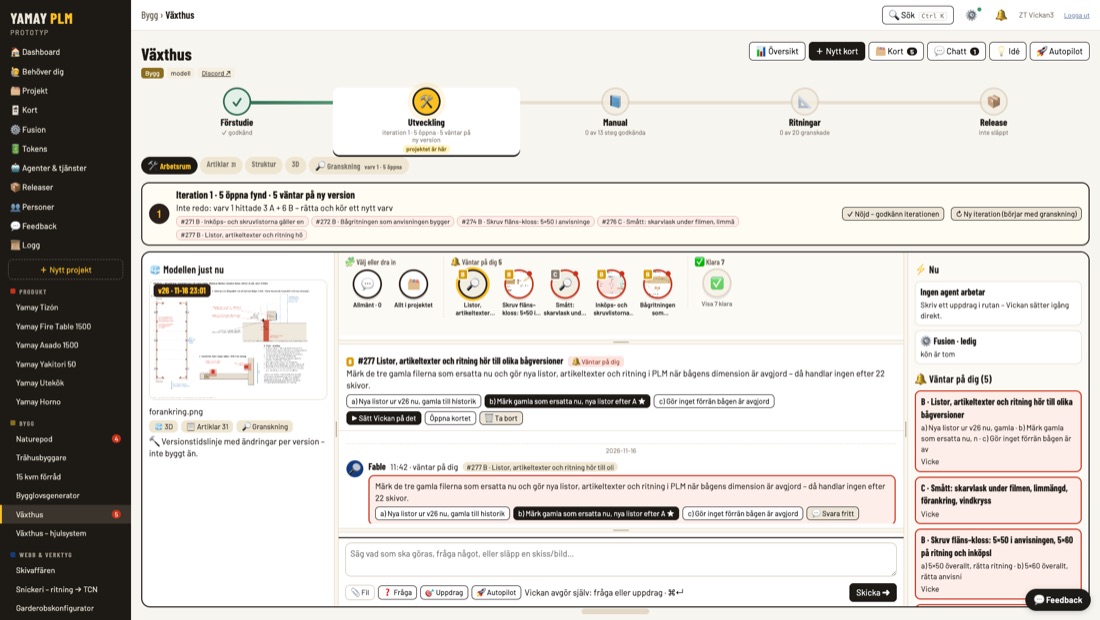 YAMAY PLM
PROTOTYP
Dashboard
Behöver dig
Projekt
Kort
Fusion
Tokens
Agenter & tjänster
Releaser
Personer
Feedback
Logg
+ Nytt projekt
PRODUKT
Yamay Tizón
Yamay Fire Table 1500
Yamay Asado 1500
Yamay Yakitori 50
Yamay Utekök
Yamay Horno
BYGG
Naturepod 4
Trähusbyggare
15 kvm förråd
Bygglovsgenerator
Växthus 5
Växthus – hjulsystem
WEBB & VERKTYG
Skivaffären
Snickeri – ritning → TCN
Garderobskonfigurator
Bygg › Växthus
Sök Ctrl K
ZT Vickan3
Logga ut
Växthus
Bygg modell Discord ↗
Översikt
+ Nytt kort
Kort 5
Chatt 1
Idé
Autopilot
Förstudie
✓ godkänd
Utveckling
iteration 1 · 5 öppna · 5 väntar på
ny version
projektet är här
Manual
0 av 13 steg godkända
Ritningar
0 av 20 granskade
Release
inte släppt
Arbetsrum
Artiklar 31
Struktur
3D
Granskning varv 1 · 5 öppna
1
Iteration 1 · 5 öppna fynd · 5 väntar på ny version
Inte redo: varv 1 hittade 3 A + 6 B – rätta och kör ett nytt varv
#271 B · Inköps- och skruvlistorna gäller en
#272 B · Bågritningen som anvisningen bygger
#274 B · Skruv fläns-kloss: 5×50 i anvisninge
#276 C · Smått: skarvlask under filmen, limmä
#277 B · Listor, artikeltexter och ritning hö
✓ Nöjd – godkänn iterationen
↻ Ny iteration (börjar med granskning)
Modellen just nu
v26 · 11-16 23:01
forankring.png
3D
Artiklar 31
Granskning
Versionstidslinje med ändringar per version –
inte byggt än.
Välj eller dra in
Allmänt · 0
Allt i projektet
Väntar på dig 5
B
Listor,
artikeltexter...
B
Skruv fläns-
kloss: 5×50 i...
C
Smått:
skarvlask und...
B
Inköps- och
skruvlistorna...
B
Bågritningen
som...
Klara 7
Visa 7 klara
B #277 Listor, artikeltexter och ritning hör till olika bågversioner Väntar på dig
Märk de tre gamla filerna som ersatta nu och gör nya listor, artikeltexter och ritning i PLM när bågens dimension är avgjord – då handlar ingen efter 22
skivor.
a) Nya listor ur v26 nu, gamla till historik
b) Märk gamla som ersatta nu, nya listor efter A ★
c) Gör inget förrän bågen är avgjord
▶ Sätt Vickan på det
Öppna kortet
Ta bort
2026-11-16
Fable 11:42 · väntar på dig #277 B · Listor, artikeltexter och ritning hör till oli
Märk de tre gamla filerna som ersatta nu och gör nya listor, artikeltexter och ritning i PLM när bågens dimension är avgjord – då handlar ingen efter
22 skivor.
a) Nya listor ur v26 nu, gamla till historik
b) Märk gamla som ersatta nu, nya listor efter A ★
c) Gör inget förrän bågen är avgjord
Svara fritt
Säg vad som ska göras, fråga något, eller släpp en skiss/bild...
Fil
Fråga
Uppdrag
Autopilot
Vickan avgör själv: fråga eller uppdrag · ⌘↵
Skicka ➔
Nu
Ingen agent arbetar
Skriv ett uppdrag i rutan – Vickan sätter igång
direkt.
Fusion · ledig
kön är tom
Väntar på dig (5)
B · Listor, artikeltexter och ritning hör till olika
bågversioner
a) Nya listor ur v26 nu, gamla · b) Märk gamla
som ersatta nu, n · c) Gör inget förrän bågen är
av
Vicke
C · Smått: skarvlask under filmen, limmängd,
förankring, vindkryss
Vicke
B · Skruv fläns-kloss: 5×50 i anvisningen, 5×60
på ritning och inköpsl
a) 5×50 överallt, rätta ritning · b) 5×60 överallt,
rätta anvisni
Vicke
Feedback